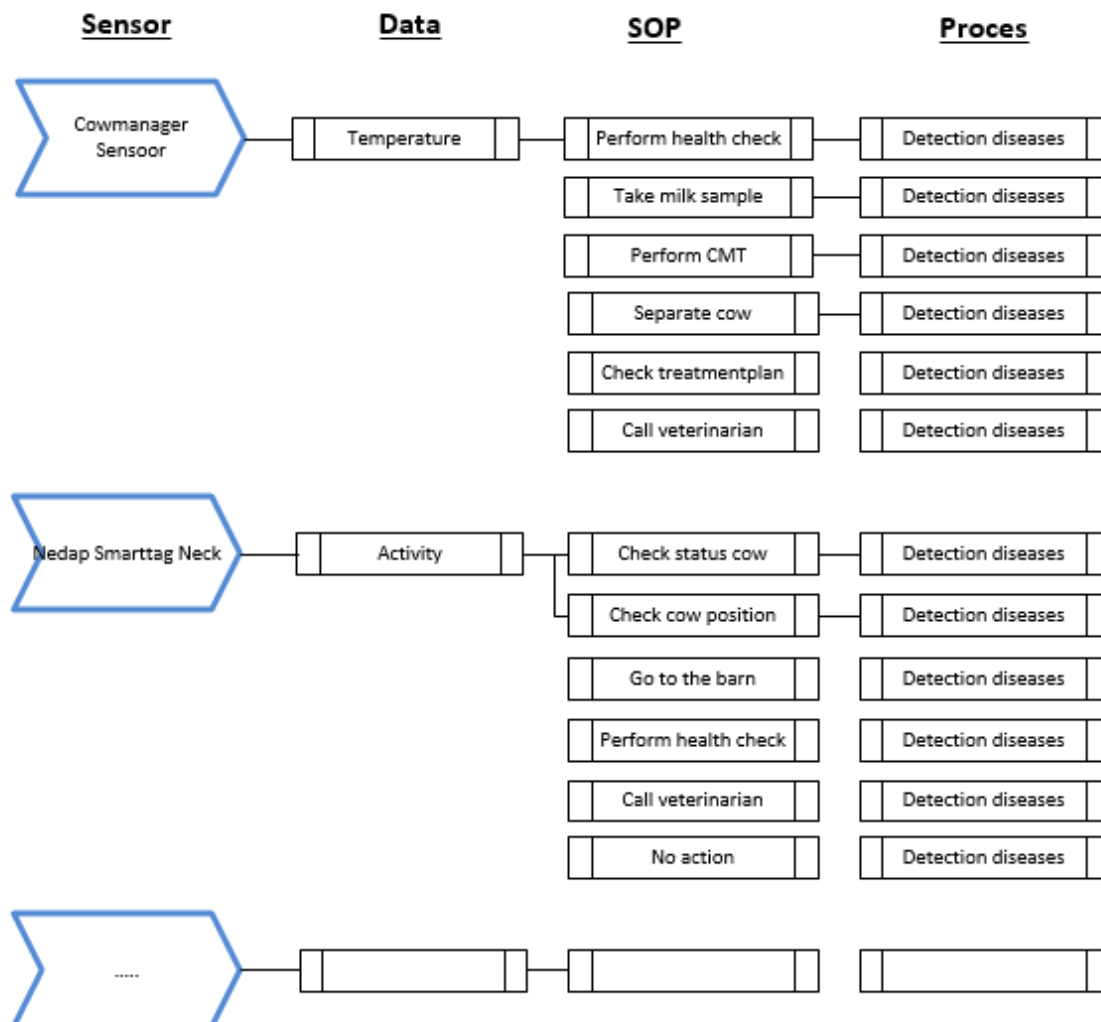 Sensor Data SOP Proces
Cowmanager
Sensoor
Temperature Perform health check Detection diseases
Take milk sample Detection diseases
Perform CMT Detection diseases
Separate cow Detection diseases
Check treatmentplan Detection diseases
Call veterinarian Detection diseases
Nedap Smarttag Neck Activity Check status cow Detection diseases
Check cow position Detection diseases
Go to the barn Detection diseases
Perform health check Detection diseases
Call veterinarian Detection diseases
No action Detection diseases
.....